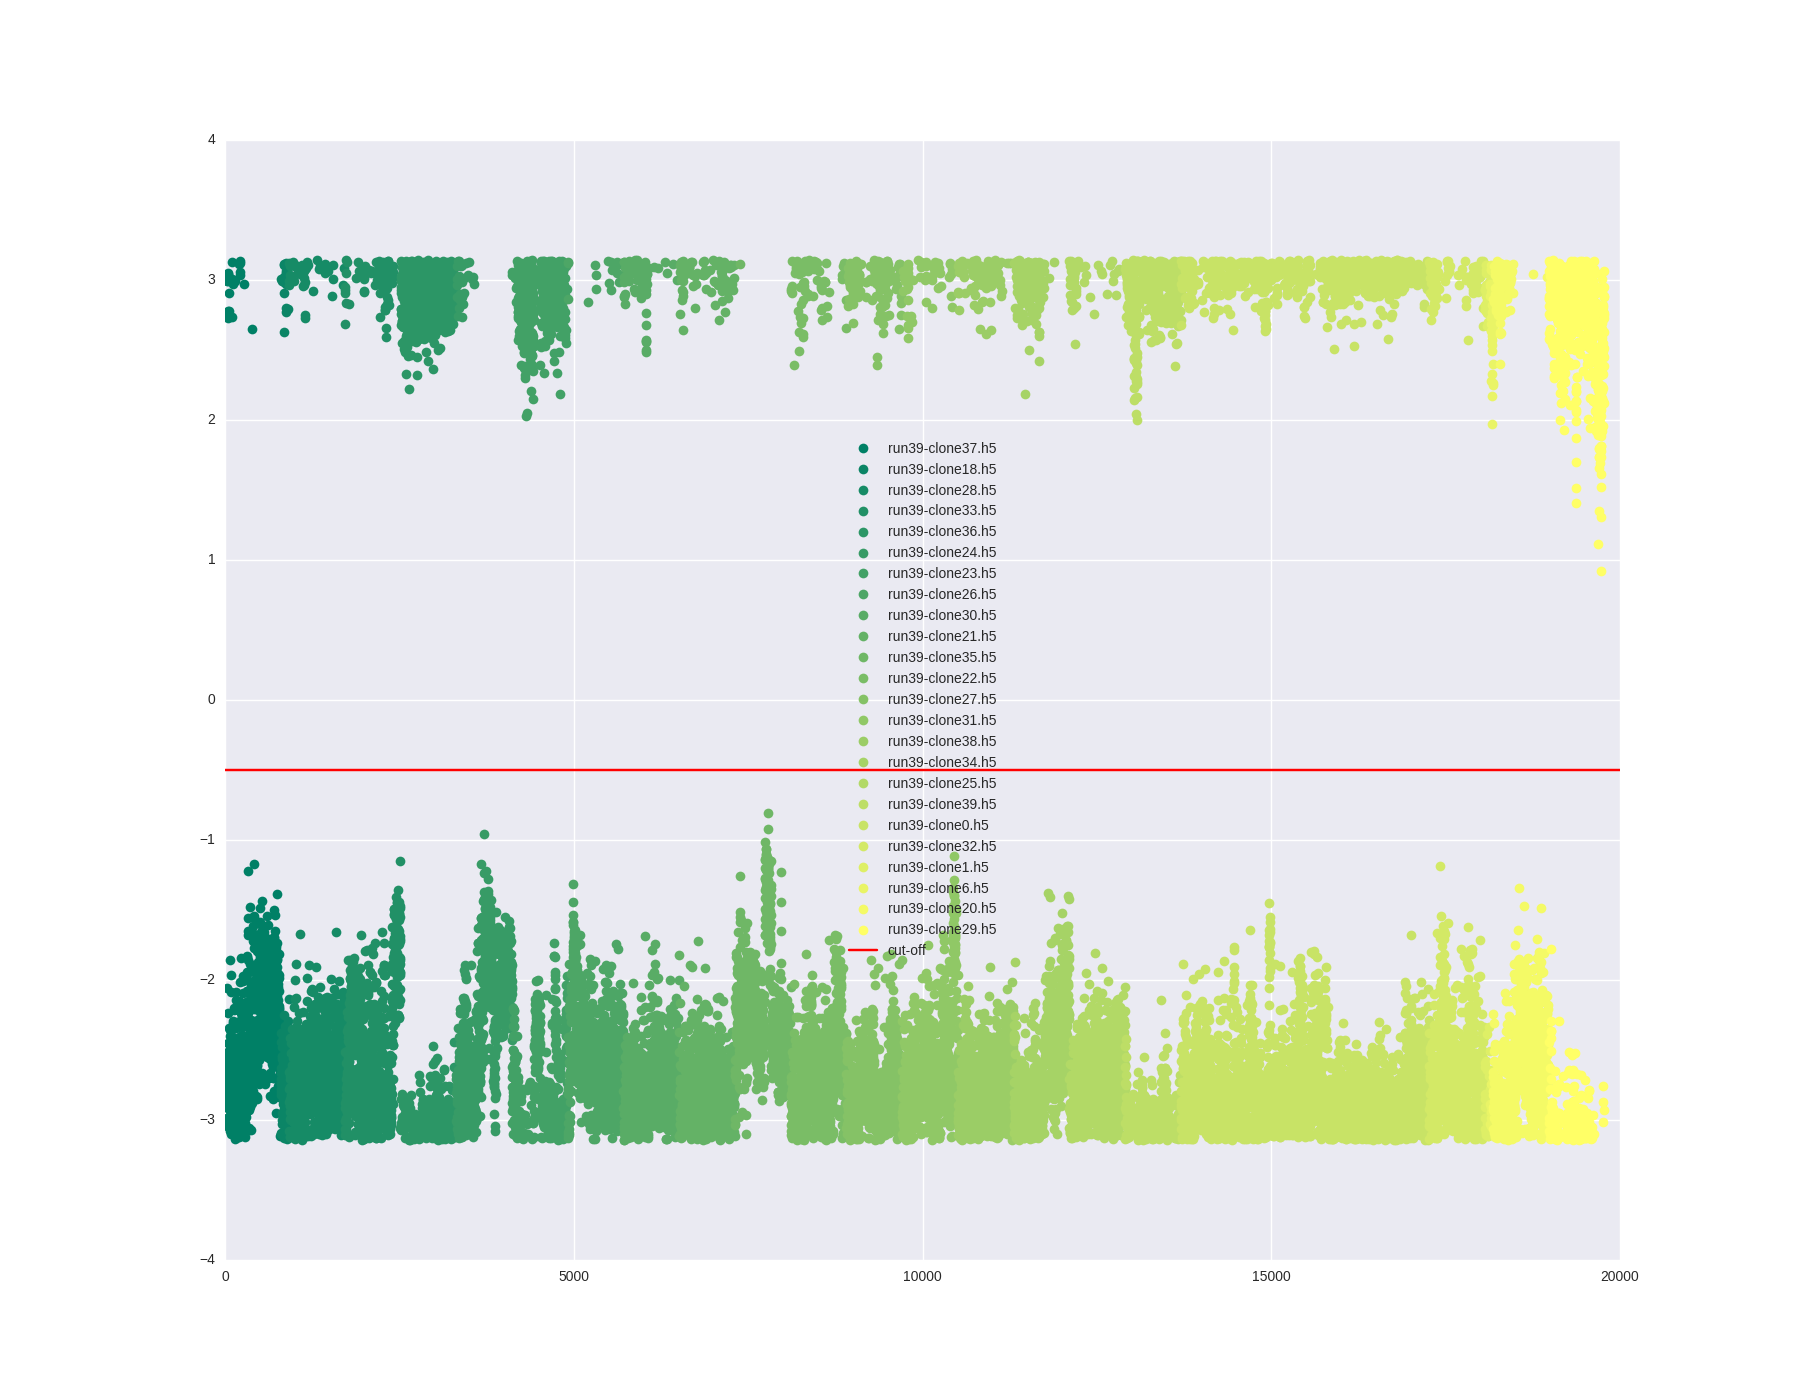 4
3
2
1
0
−1
−2
−3
−4
0 5000 10000 15000 20000
run39-clone37.h5
run39-clone18.h5
run39-clone28.h5
run39-clone33.h5
run39-clone36.h5
run39-clone24.h5
run39-clone23.h5
run39-clone26.h5
run39-clone30.h5
run39-clone21.h5
run39-clone35.h5
run39-clone22.h5
run39-clone27.h5
run39-clone31.h5
run39-clone38.h5
run39-clone34.h5
run39-clone25.h5
run39-clone39.h5
run39-clone0.h5
run39-clone32.h5
run39-clone1.h5
run39-clone6.h5
run39-clone20.h5
run39-clone29.h5
cut-off